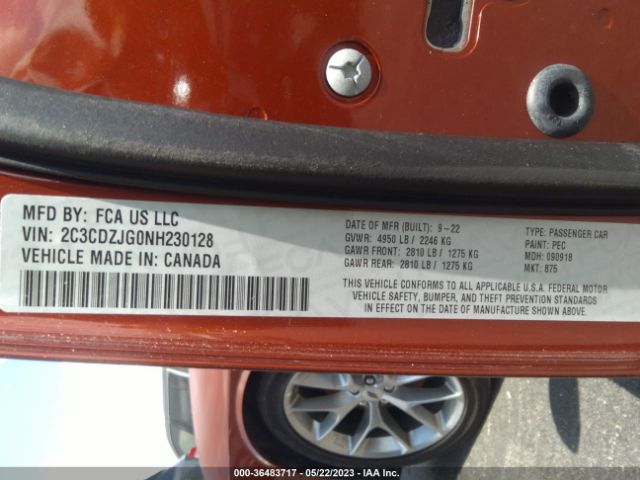 MFD BY: FCA US LLC
VIN: 2C3CDZJG0NH230128
VEHICLE MADE IN: CANADA
DATE OF MFR (BUILT): 9-22
GVWR: 4950 LB / 2246 KG
GAWR FRONT: 2810 LB / 1275 KG
GAWR REAR: 2810 LB / 1275 KG
TYPE: PASSENGER CAR
PAINT: PEC
MDH: 090918
MKT: 875
THIS VEHICLE CONFORMS TO ALL APPLICABLE U.S.A. FEDERAL MOTOR
VEHICLE SAFETY, BUMPER, AND THEFT PREVENTION STANDARDS
IN EFFECT ON THE DATE OF MANUFACTURE SHOWN ABOVE.
000-36483717 - 05/22/2023 - IAA Inc.